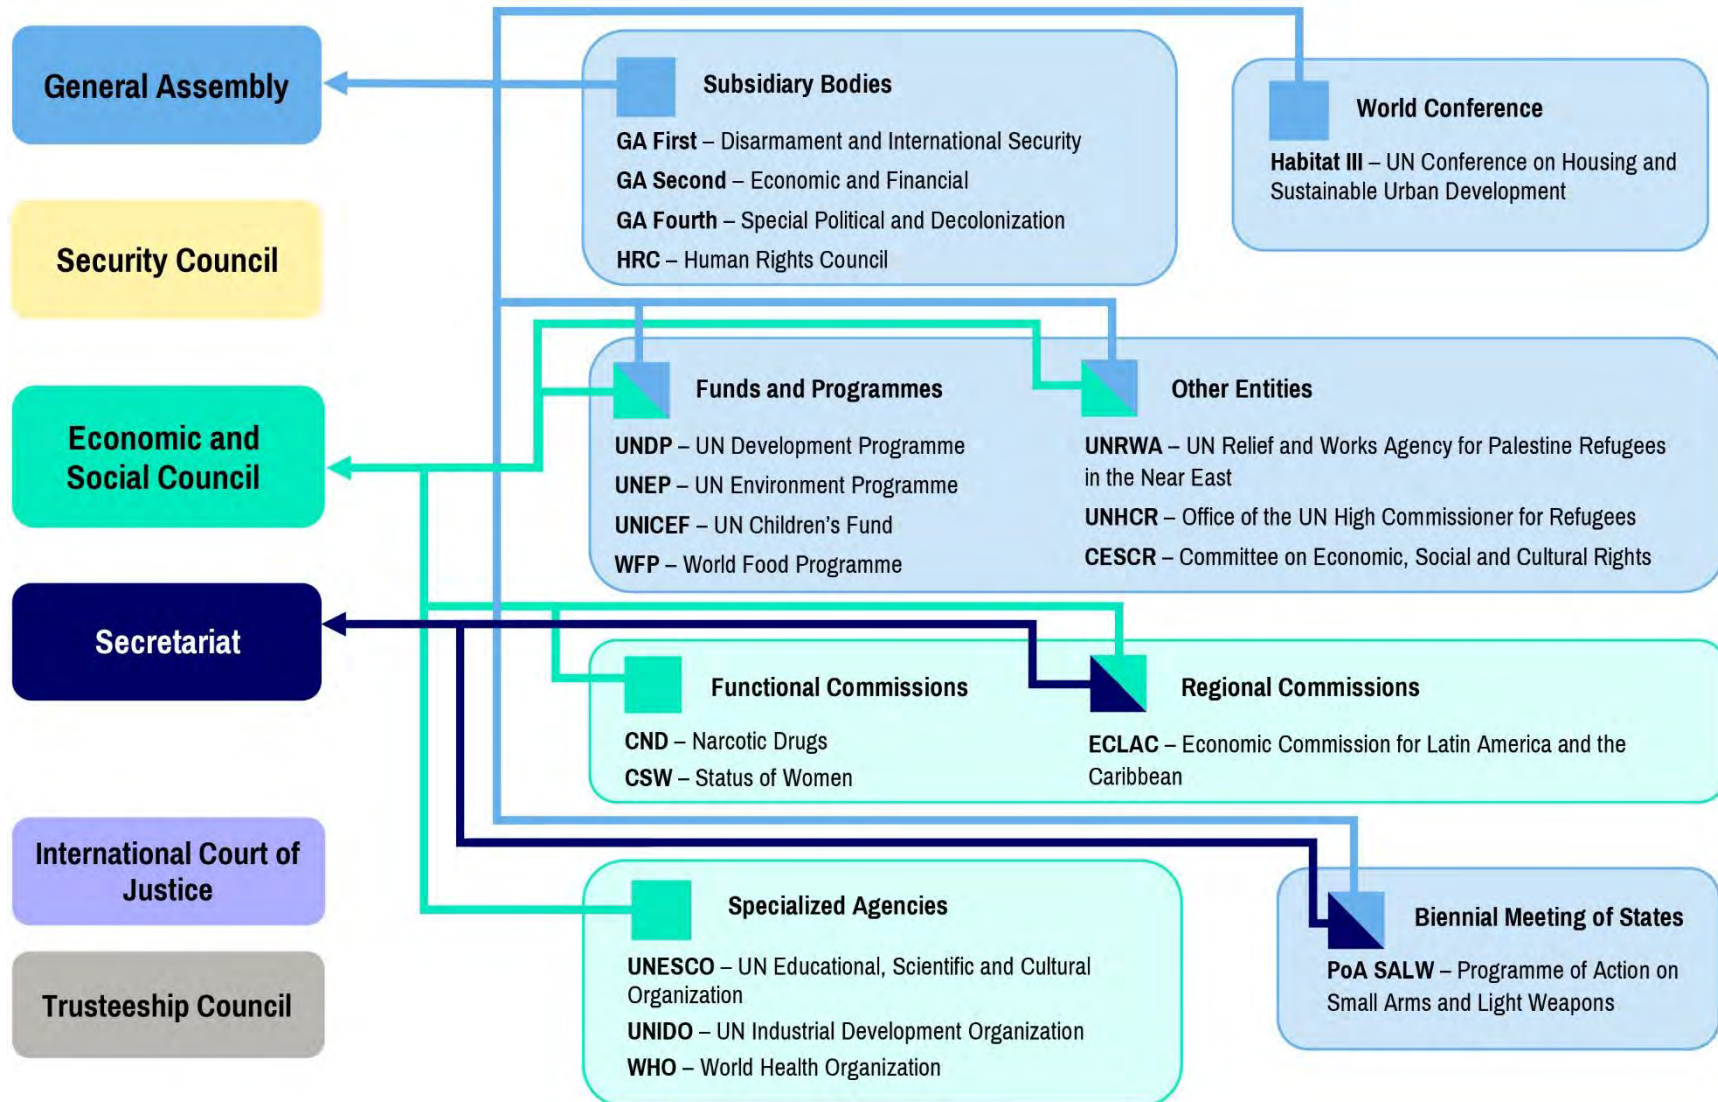 General Assembly
Security Council
Economic and
Social Council
Secretariat
International Court of
Justice
Trusteeship Council
Subsidiary Bodies
GA First – Disarmament and International Security
GA Second – Economic and Financial
GA Fourth – Special Political and Decolonization
HRC – Human Rights Council
World Conference
Habitat III – UN Conference on Housing and
Sustainable Urban Development
Funds and Programmes
UNDP – UN Development Programme
UNEP – UN Environment Programme
UNICEF – UN Children’s Fund
WFP – World Food Programme
Other Entities
UNRWA – UN Relief and Works Agency for Palestine Refugees
in the Near East
UNHCR – Office of the UN High Commissioner for Refugees
CESCR – Committee on Economic, Social and Cultural Rights
Functional Commissions
CND – Narcotic Drugs
CSW – Status of Women
Regional Commissions
ECLAC – Economic Commission for Latin America and the
Caribbean
Specialized Agencies
UNESCO – UN Educational, Scientific and Cultural
Organization
UNIDO – UN Industrial Development Organization
WHO – World Health Organization
Biennial Meeting of States
PoA SALW – Programme of Action on
Small Arms and Light Weapons